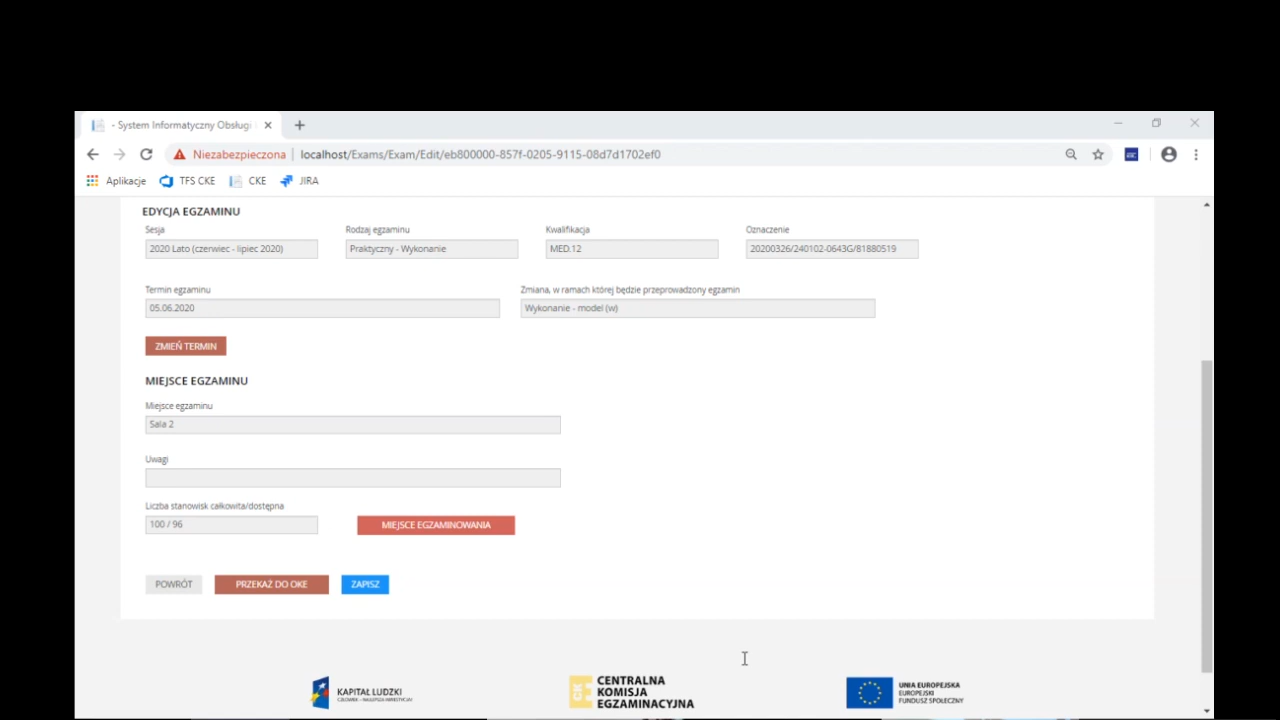 - System Informatyczny Obsługi
Niezabezpieczona | localhost/Exams/Exam/Edit/eb800000-857f-0205-9115-08d7d1702ef0
Aplikacje TFS CKE CKE JIRA
EDYCJA EGZAMINU
Sesja Rodzaj egzaminu Kwalifikacja Oznaczenie
2020 Lato (czerwiec - lipiec 2020) Praktyczny - Wykonanie MED.12 20200326/240102-0643G/81880519
Termin egzaminu Zmiana, w ramach której będzie przeprowadzony egzamin
05.06.2020 Wykonanie - model (w)
ZMIEŃ TERMIN
MIEJSCE EGZAMINU
Miejsce egzaminu
Sala 2
Uwagi
Liczba stanowisk całkowita/dostępna
100 / 96 MIEJSCE EGZAMINOWANIA
POWRÓT PRZEKAŻ DO OKE ZAPISZ
KAPITAŁ LUDZKI
CZŁOWIEK – NAJLEPSZA INWESTYCJA!
CENTRALNA
KOMISJA
EGZAMINACYJNA
UNIA EUROPEJSKA
EUROPEJSKI
FUNDUSZ SPOŁECZNY